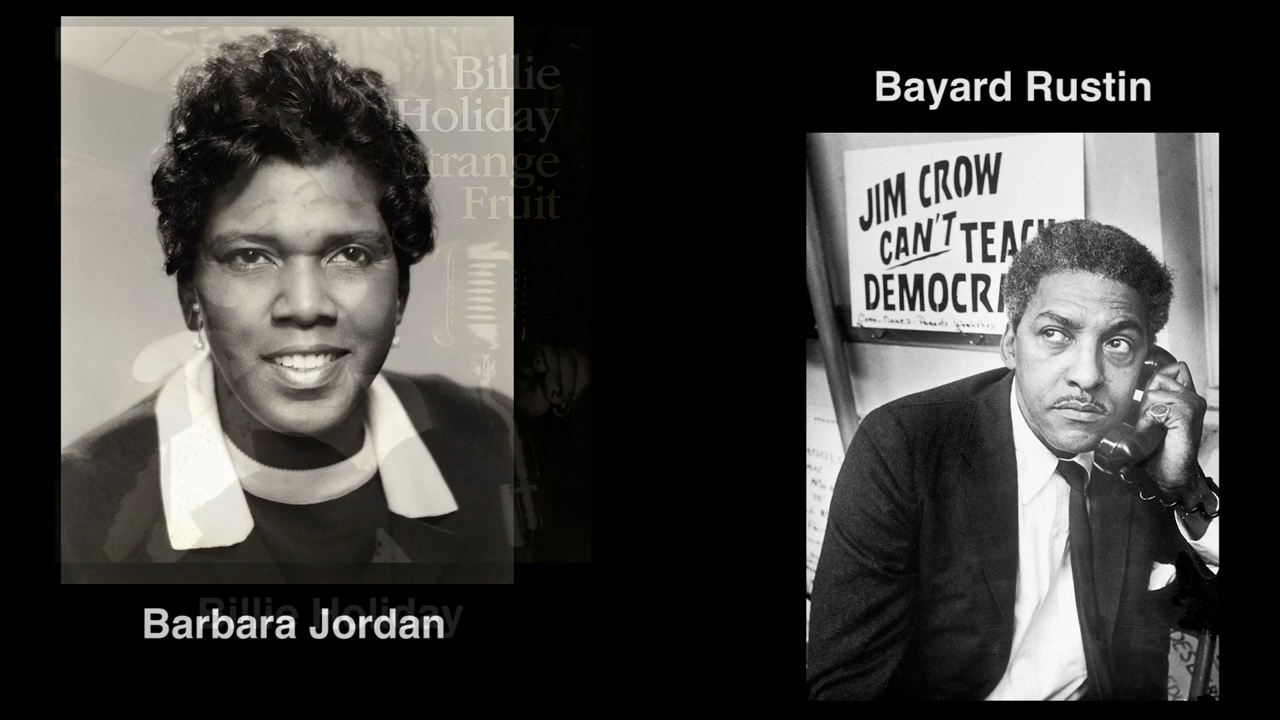 Billie
Holiday
Strange
Fruit
Billie Holiday
Barbara Jordan
Bayard Rustin
JIM CROW
CAN'T TEACH
DEMOCRA